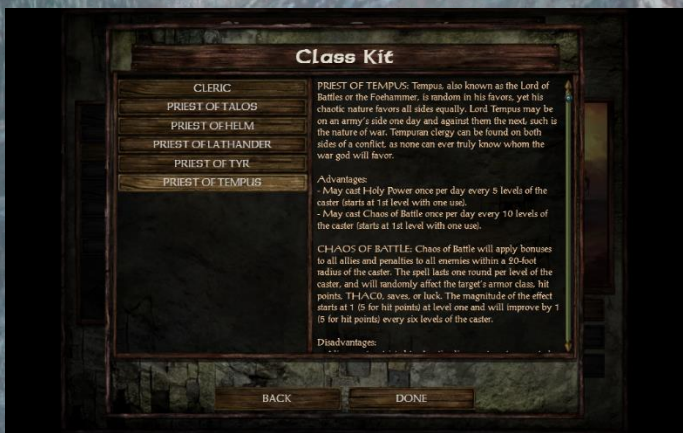 Class Kit
CLERIC
PRIEST OF TALOS
PRIEST OF HELM
PRIEST OF LATHANDER
PRIEST OF TYR
PRIEST OF TEMPUS
PRIEST OF TEMPUS: Tempus, also known as the Lord of
Battles or the Foehammer, is random in his favors, yet his
chaotic nature favors all sides equally. Lord Tempus may be
on an army's side one day and against them the next, such is
the nature of war. Tempuran clergy can be found on both
sides of a conflict, as none can ever truly know whom the
war god will favor.
Advantages:
- May cast Holy Power once per day every 5 levels of the
caster (starts at 1st level with one use).
- May cast Chaos of Battle once per day every 10 levels of
the caster (starts at 1st level with one use).
CHAOS OF BATTLE: Chaos of Battle will apply bonuses
to all allies and penalties to all enemies within a 20-foot
radius of the caster. The spell lasts one round per level of the
caster, and will randomly affect the target's armor class, hit
points, THAC0, saves, or luck. The magnitude of the effect
starts at 1 (5 for hit points) at level one and will improve by 1
(5 for hit points) every six levels of the caster.
Disadvantages:
BACK
DONE